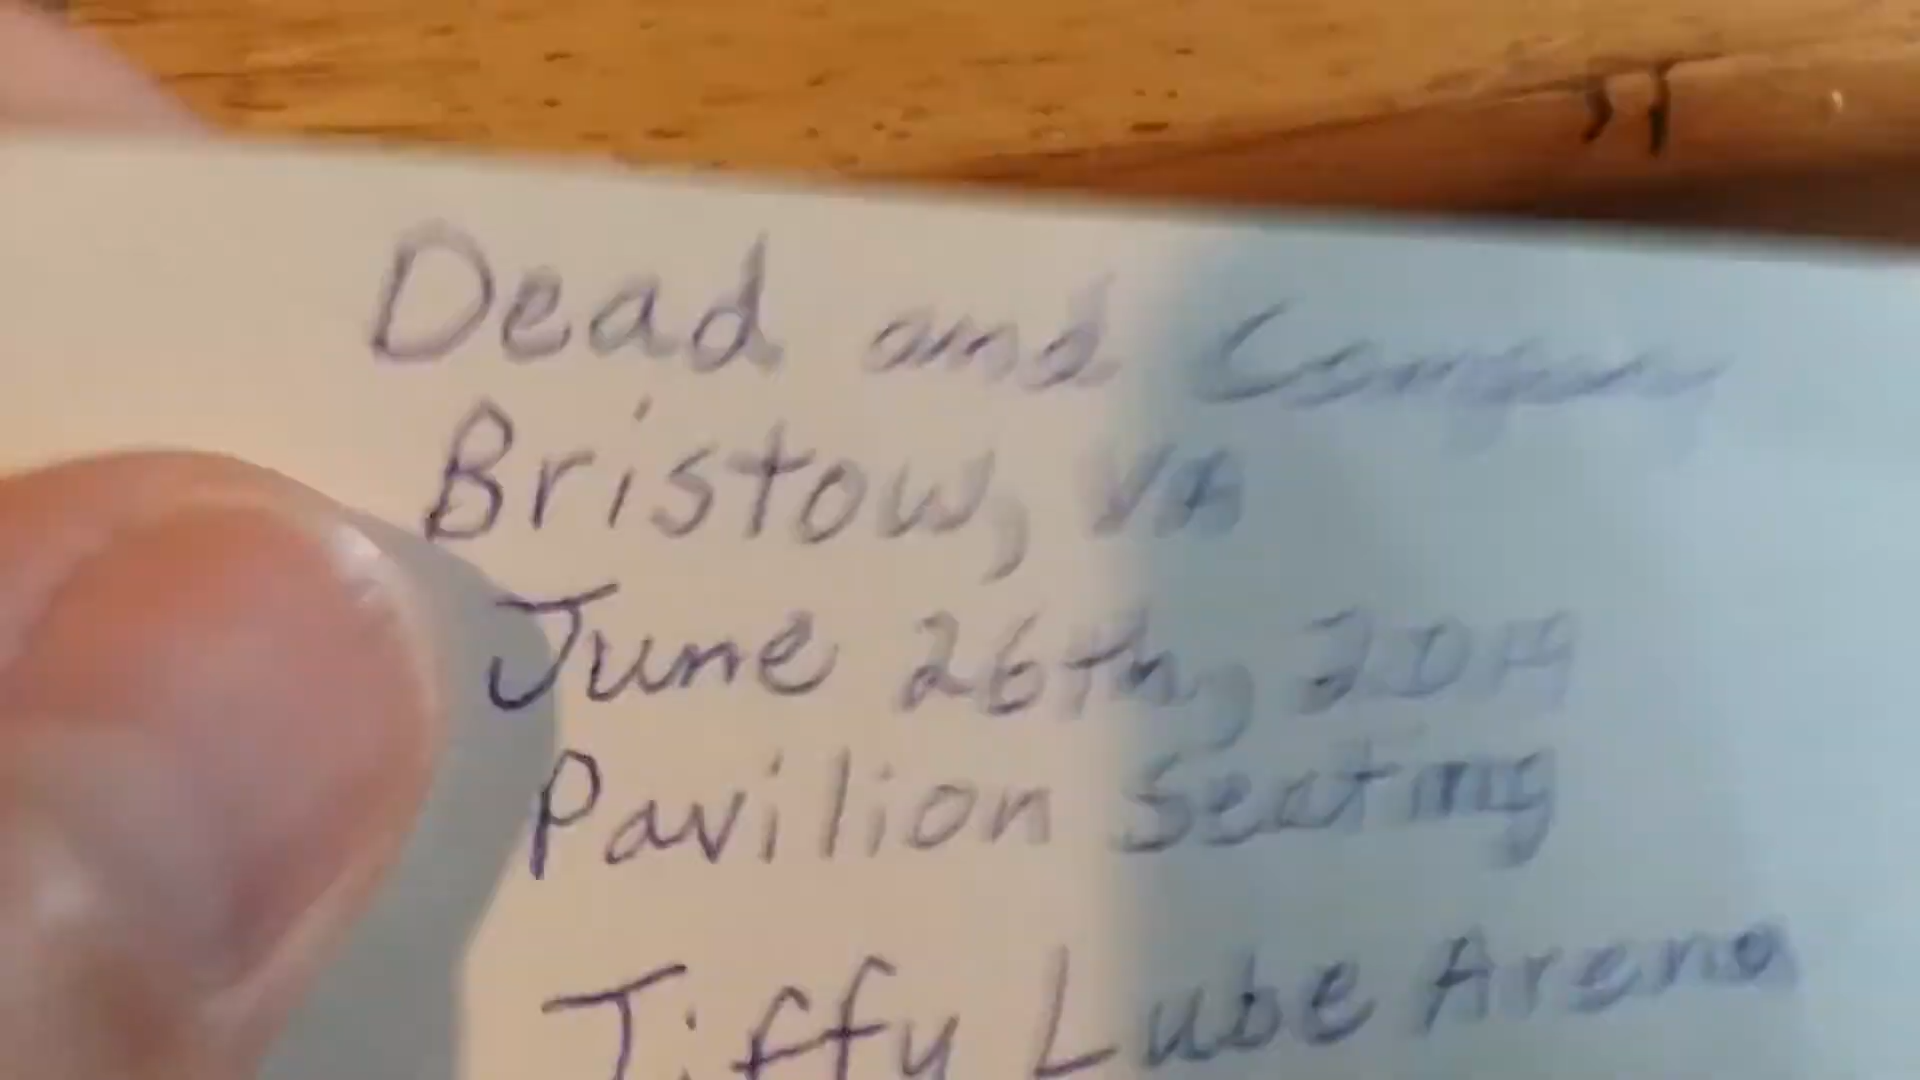 Dead and Company
Bristow, VA
June 26th, 2019
Pavilion Seating
Jiffy Lube Arena